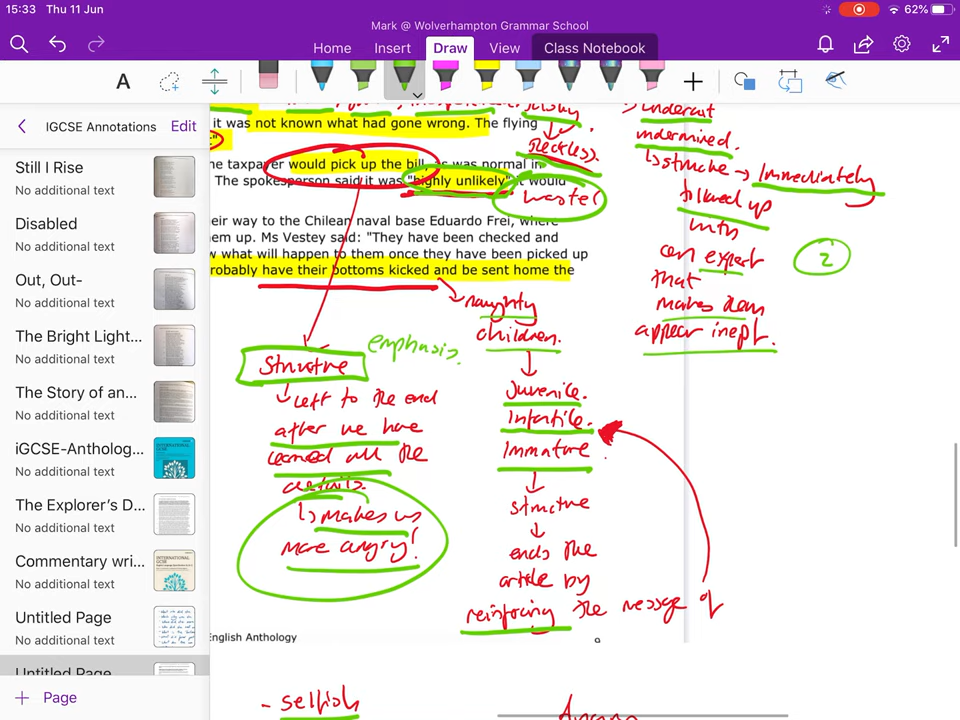 15:33 Thu 11 Jun
62%
Mark @ Wolverhampton Grammar School
Home Insert Draw View Class Notebook
A
IGCSE Annotations Edit
Still I Rise
No additional text
Disabled
No additional text
Out, Out-
No additional text
The Bright Light...
No additional text
The Story of an...
No additional text
iGCSE-Antholog...
No additional text
The Explorer's D...
No additional text
Commentary wri...
No additional text
Untitled Page
No additional text
Untitled Page
+ Page
it was not known what had gone wrong. The flying
he taxpayer would pick up the bill, as was normal in
The spokesperson said it was "highly unlikely" it would
eir way to the Chilean naval base Eduardo Frei, where
em up. Ms Vestey said: "They have been checked and
w what will happen to them once they have been picked up
robably have their bottoms kicked and be sent home the
reckless.
waste
undercut
undermined.
↳ structure → Immediately
followed up
with
an expert
that
makes them
appear inept.
2
naughty
children.
↓
Juvenile.
Infantile.
Immature.
↓
structure
↓
ends the
article by
reinforcing the message of
Structure
emphasis.
↳ Left to the end
after we have
learned all the
details.
↳ makes us
more angry!
English Anthology
9
- selfish